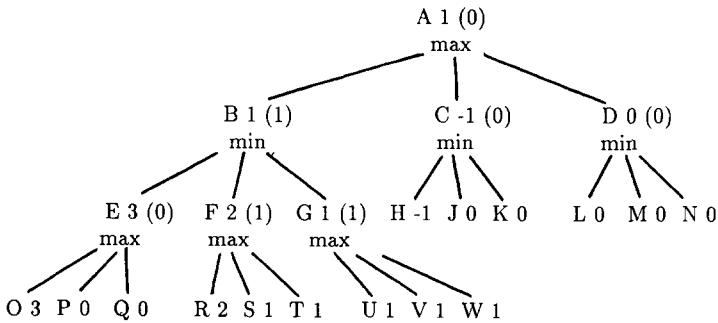 A 1 (0)
max
B 1 (1) C -1 (0) D 0 (0)
min min min
E 3 (0) F 2 (1) G 1 (1) H -1 J 0 K 0 L 0 M 0 N 0
max max max
O 3 P 0 Q 0 R 2 S 1 T 1 U 1 V 1 W 1